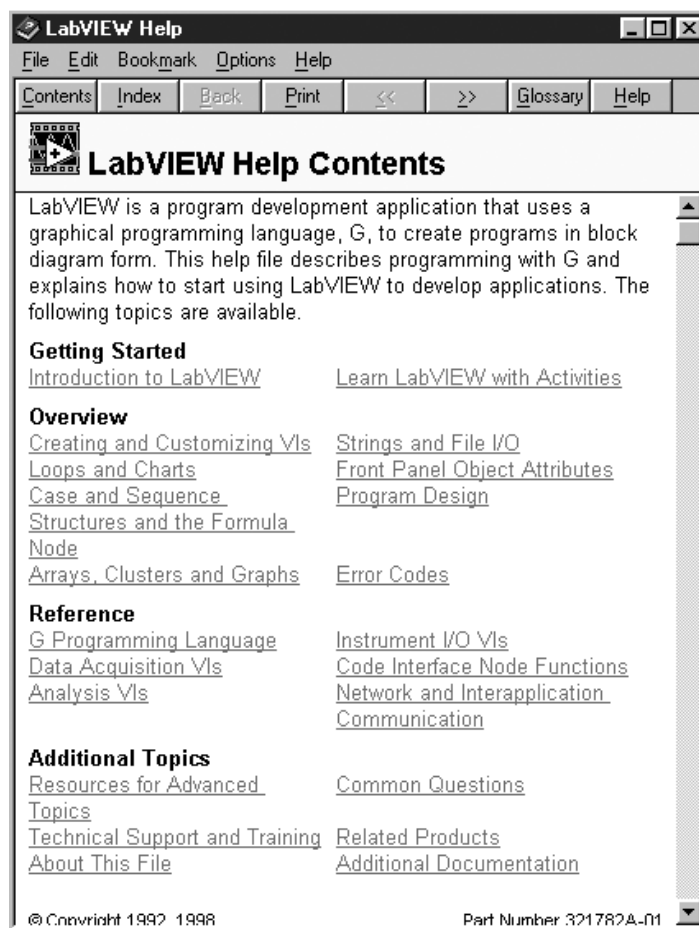 LabVIEW Help
File Edit Bookmark Options Help
Contents Index Back Print << >> Glossary Help
LabVIEW Help Contents
LabVIEW is a program development application that uses a
graphical programming language, G, to create programs in block
diagram form. This help file describes programming with G and
explains how to start using LabVIEW to develop applications. The
following topics are available.
Getting Started
Introduction to LabVIEW Learn LabVIEW with Activities
Overview
Creating and Customizing VIs Strings and File I/O
Loops and Charts Front Panel Object Attributes
Case and Sequence Program Design
Structures and the Formula
Node
Arrays, Clusters and Graphs Error Codes
Reference
G Programming Language Instrument I/O VIs
Data Acquisition VIs Code Interface Node Functions
Analysis VIs Network and Interapplication
Communication
Additional Topics
Resources for Advanced Common Questions
Topics
Technical Support and Training Related Products
About This File Additional Documentation
© Copyright 1992, 1998 Part Number 321782A-01